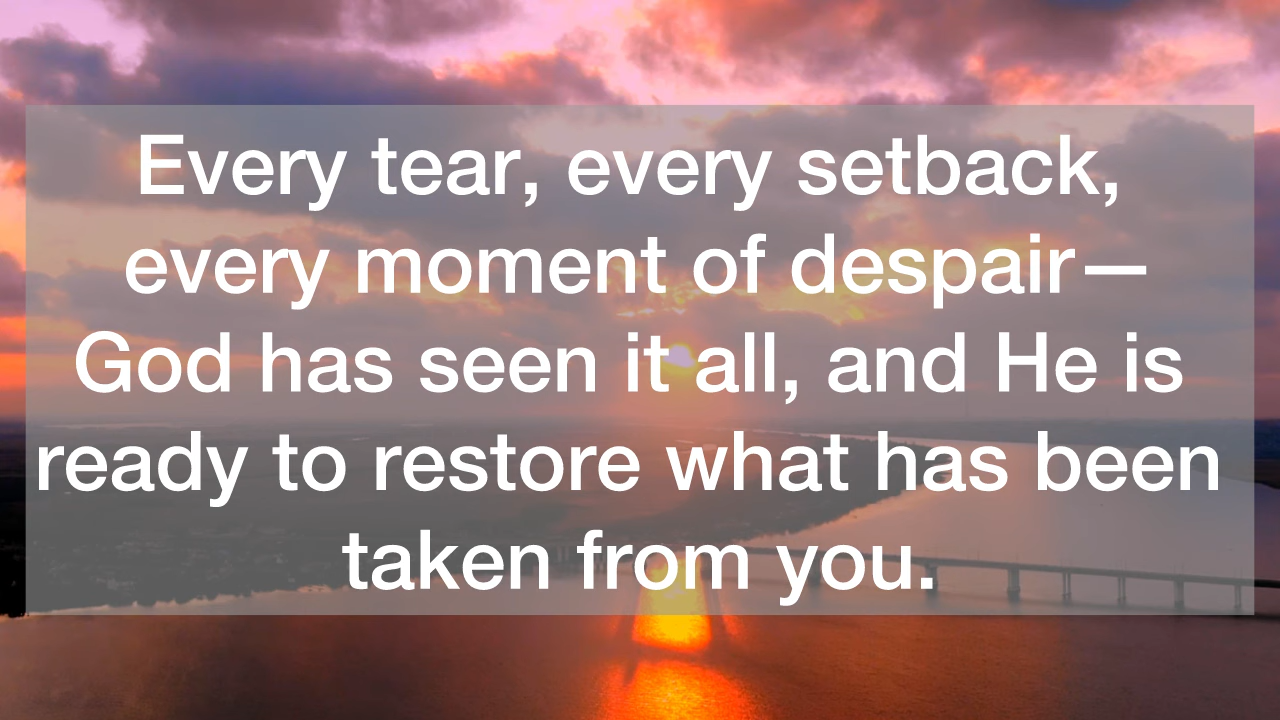 Every tear, every setback,
every moment of despair—
God has seen it all, and He is
ready to restore what has been
taken from you.